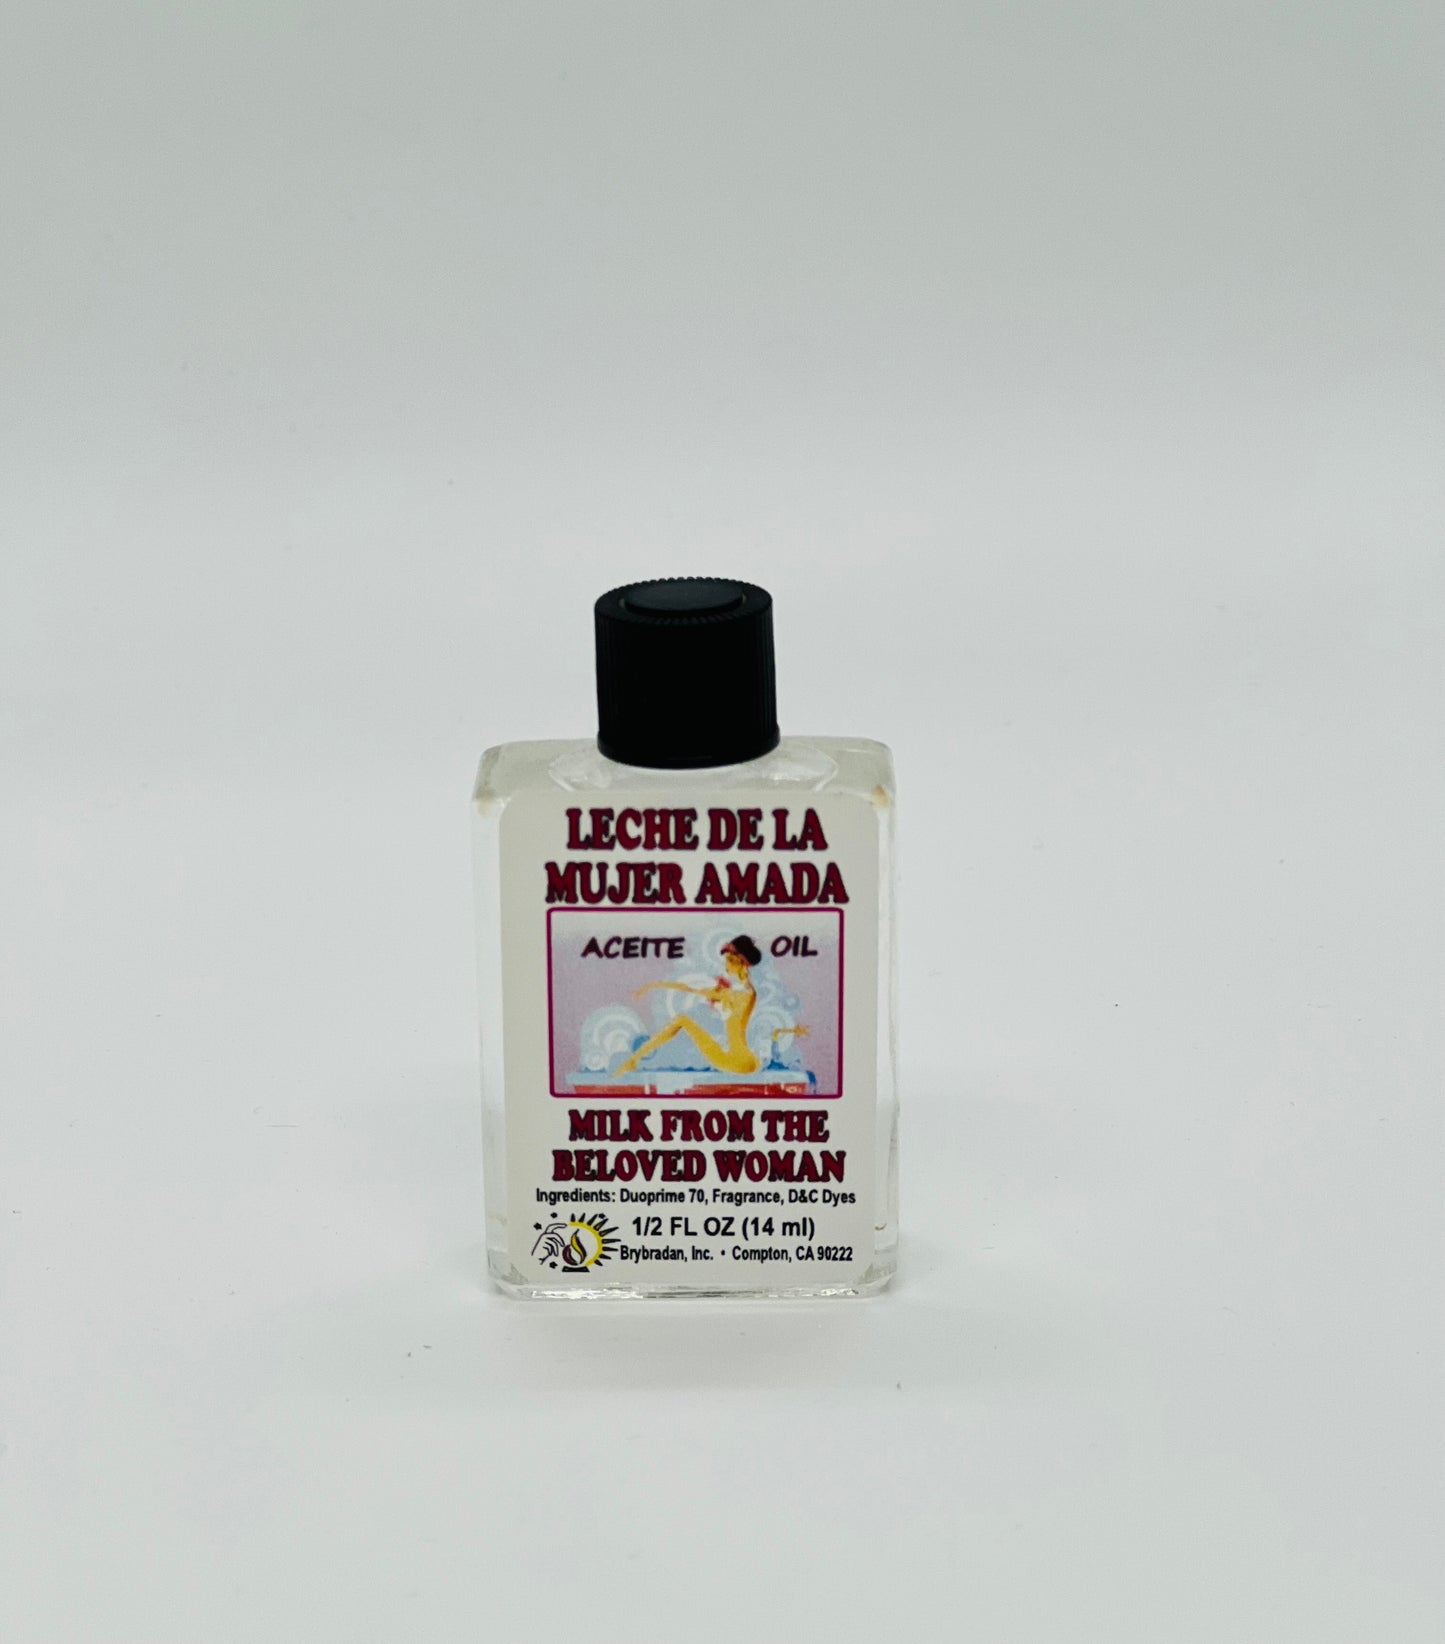 LECHE DE LA
MUJER AMADA
ACEITE OIL
MILK FROM THE
BELOVED WOMAN
Ingredients: Duoprime 70, Fragrance, D&C Dyes
1/2 FL OZ (14 ml)
Brybradan, Inc. • Compton, CA 90222